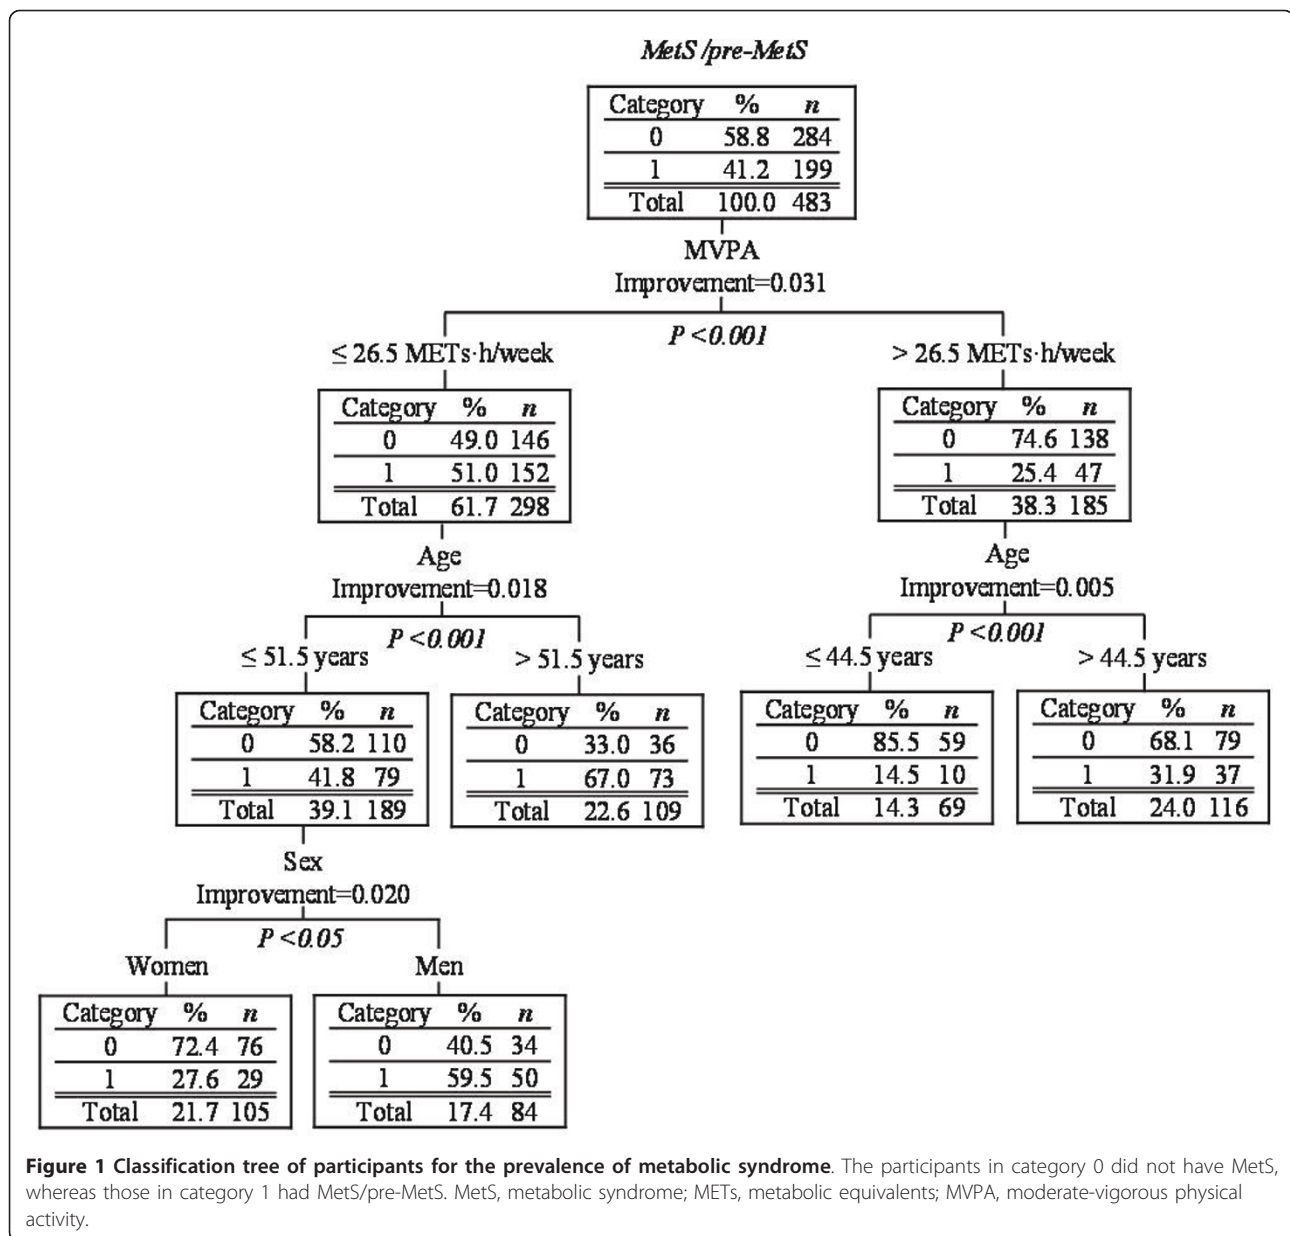 MetS/pre-MetS
Category % n
0 58.8 284
1 41.2 199
Total 100.0 483
MVPA
Improvement=0.031
P<0.001
≤ 26.5 METs·h/week
> 26.5 METs·h/week
Category % n
0 49.0 146
1 51.0 152
Total 61.7 298
Category % n
0 74.6 138
1 25.4 47
Total 38.3 185
Age
Improvement=0.018
P<0.001
Age
Improvement=0.005
P<0.001
≤ 51.5 years
> 51.5 years
≤ 44.5 years
> 44.5 years
Category % n
0 58.2 110
1 41.8 79
Total 39.1 189
Category % n
0 33.0 36
1 67.0 73
Total 22.6 109
Category % n
0 85.5 59
1 14.5 10
Total 14.3 69
Category % n
0 68.1 79
1 31.9 37
Total 24.0 116
Sex
Improvement=0.020
P<0.05
Women
Men
Category % n
0 72.4 76
1 27.6 29
Total 21.7 105
Category % n
0 40.5 34
1 59.5 50
Total 17.4 84
Figure 1 Classification tree of participants for the prevalence of metabolic syndrome. The participants in category 0 did not have MetS,
whereas those in category 1 had MetS/pre-MetS. MetS, metabolic syndrome; METs, metabolic equivalents; MVPA, moderate-vigorous physical
activity.